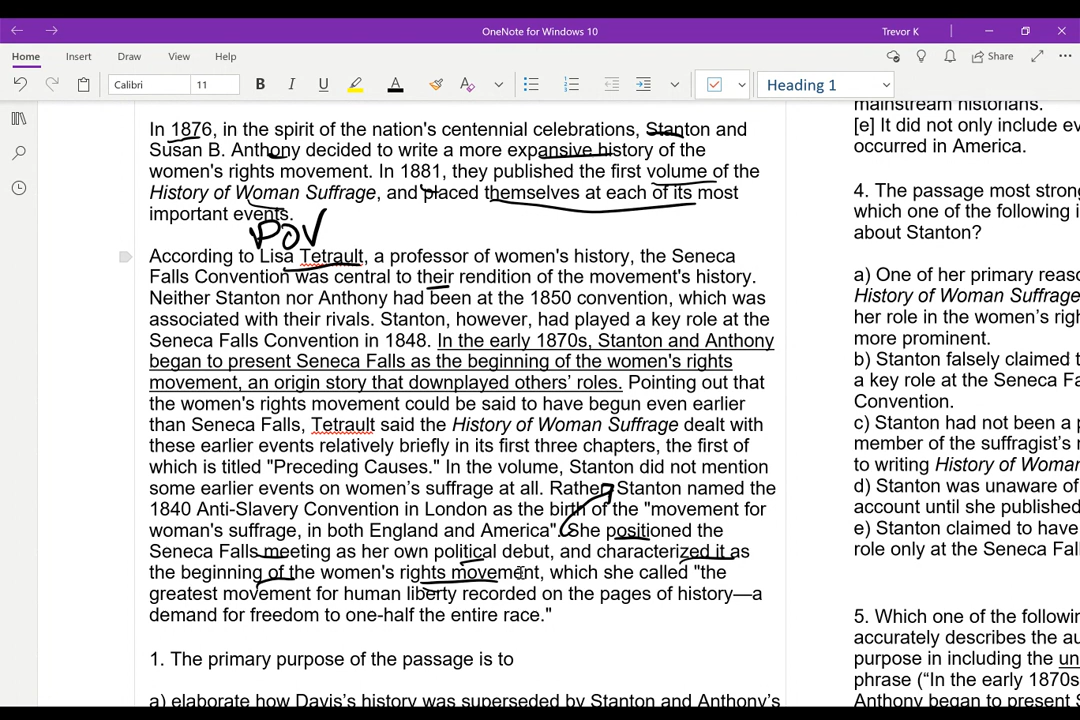 OneNote for Windows 10
Trevor K
Home Insert Draw View Help
Share
Calibri 11 B I U A Heading 1
In 1876, in the spirit of the nation's centennial celebrations, Stanton and
Susan B. Anthony decided to write a more expansive history of the
women's rights movement. In 1881, they published the first volume of the
History of Woman Suffrage, and placed themselves at each of its most
important events.
POV
According to Lisa Tetrault, a professor of women's history, the Seneca
Falls Convention was central to their rendition of the movement's history.
Neither Stanton nor Anthony had been at the 1850 convention, which was
associated with their rivals. Stanton, however, had played a key role at the
Seneca Falls Convention in 1848. In the early 1870s, Stanton and Anthony
began to present Seneca Falls as the beginning of the women's rights
movement, an origin story that downplayed others' roles. Pointing out that
the women's rights movement could be said to have begun even earlier
than Seneca Falls, Tetrault said the History of Woman Suffrage dealt with
these earlier events relatively briefly in its first three chapters, the first of
which is titled "Preceding Causes." In the volume, Stanton did not mention
some earlier events on women's suffrage at all. Rather, Stanton named the
1840 Anti-Slavery Convention in London as the birth of the "movement for
woman's suffrage, in both England and America". She positioned the
Seneca Falls meeting as her own political debut, and characterized it as
the beginning of the women's rights movement, which she called "the
greatest movement for human liberty recorded on the pages of history—a
demand for freedom to one-half the entire race."
1. The primary purpose of the passage is to
a) elaborate how Davis's history was superseded by Stanton and Anthony's
mainstream historians.
[e] It did not only include ev
occurred in America.
4. The passage most stron
which one of the following i
about Stanton?
a) One of her primary reaso
History of Woman Suffrage
her role in the women's righ
more prominent.
b) Stanton falsely claimed t
a key role at the Seneca Fa
Convention.
c) Stanton had not been a p
member of the suffragist's r
to writing History of Woman
d) Stanton was unaware of
account until she published
e) Stanton claimed to have
role only at the Seneca Fal
5. Which one of the followin
accurately describes the au
purpose in including the un
phrase ("In the early 1870s
Anthony began to present S